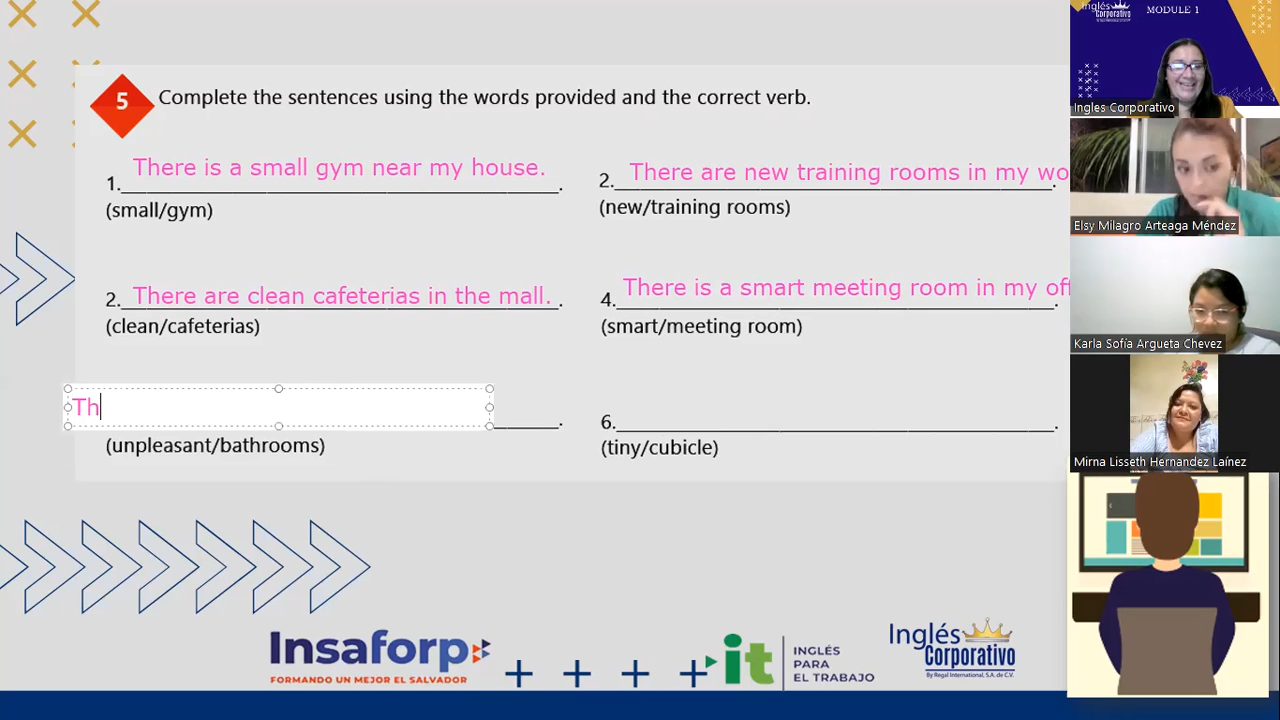 5 Complete the sentences using the words provided and the correct verb.
1. There is a small gym near my house. .
(small/gym)
2. There are new training rooms in my wo .
(new/training rooms)
2. There are clean cafeterias in the mall. .
(clean/cafeterias)
4. There is a smart meeting room in my off .
(smart/meeting room)
Th .
(unpleasant/bathrooms)
6. .
(tiny/cubicle)
Insaforp
FORMANDO UN MEJOR EL SALVADOR
it
INGLÉS
PARA
EL TRABAJO
Inglés
Corporativo
By Regal International, S.A. de C.V.
Inglés
Corporativo
MODULE 1
Ingles Corporativo
Elsy Milagro Arteaga Méndez
Karla Sofía Argueta Chevez
Mirna Lisseth Hernandez Laínez